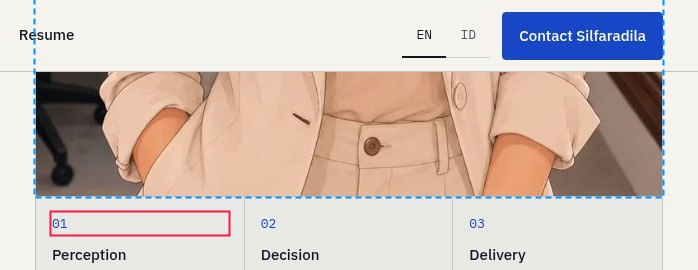 Resume
EN ID
Contact Silfaradila
01 02 03
Perception Decision Delivery